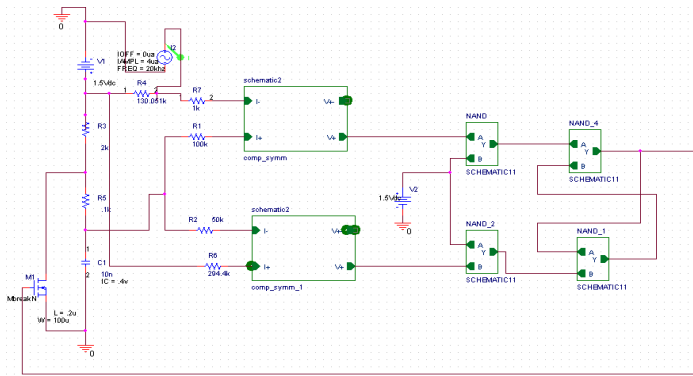 0
V1
1.5Vdc
IOFF = 0ua
IAMPL = 4ua
FREQ = 20khz
I2
I
R4
1
2
130.051k
R7
2
1k
R3
2k
R1
100k
schematic2
I-
V+
I+
V+
comp_symm
NAND
A
Y
B
SCHEMATIC11
NAND_4
A
Y
B
SCHEMATIC11
R5
.1k
V2
1.5Vdc
0
R2
50k
schematic2
I-
V+
I+
V+
comp_symm_1
R6
294.4k
NAND_2
A
Y
B
SCHEMATIC11
NAND_1
A
Y
B
SCHEMATIC11
1
C1
2
10n
IC = .4v
M1
MbreakN
L = .2u
W = 100u
0